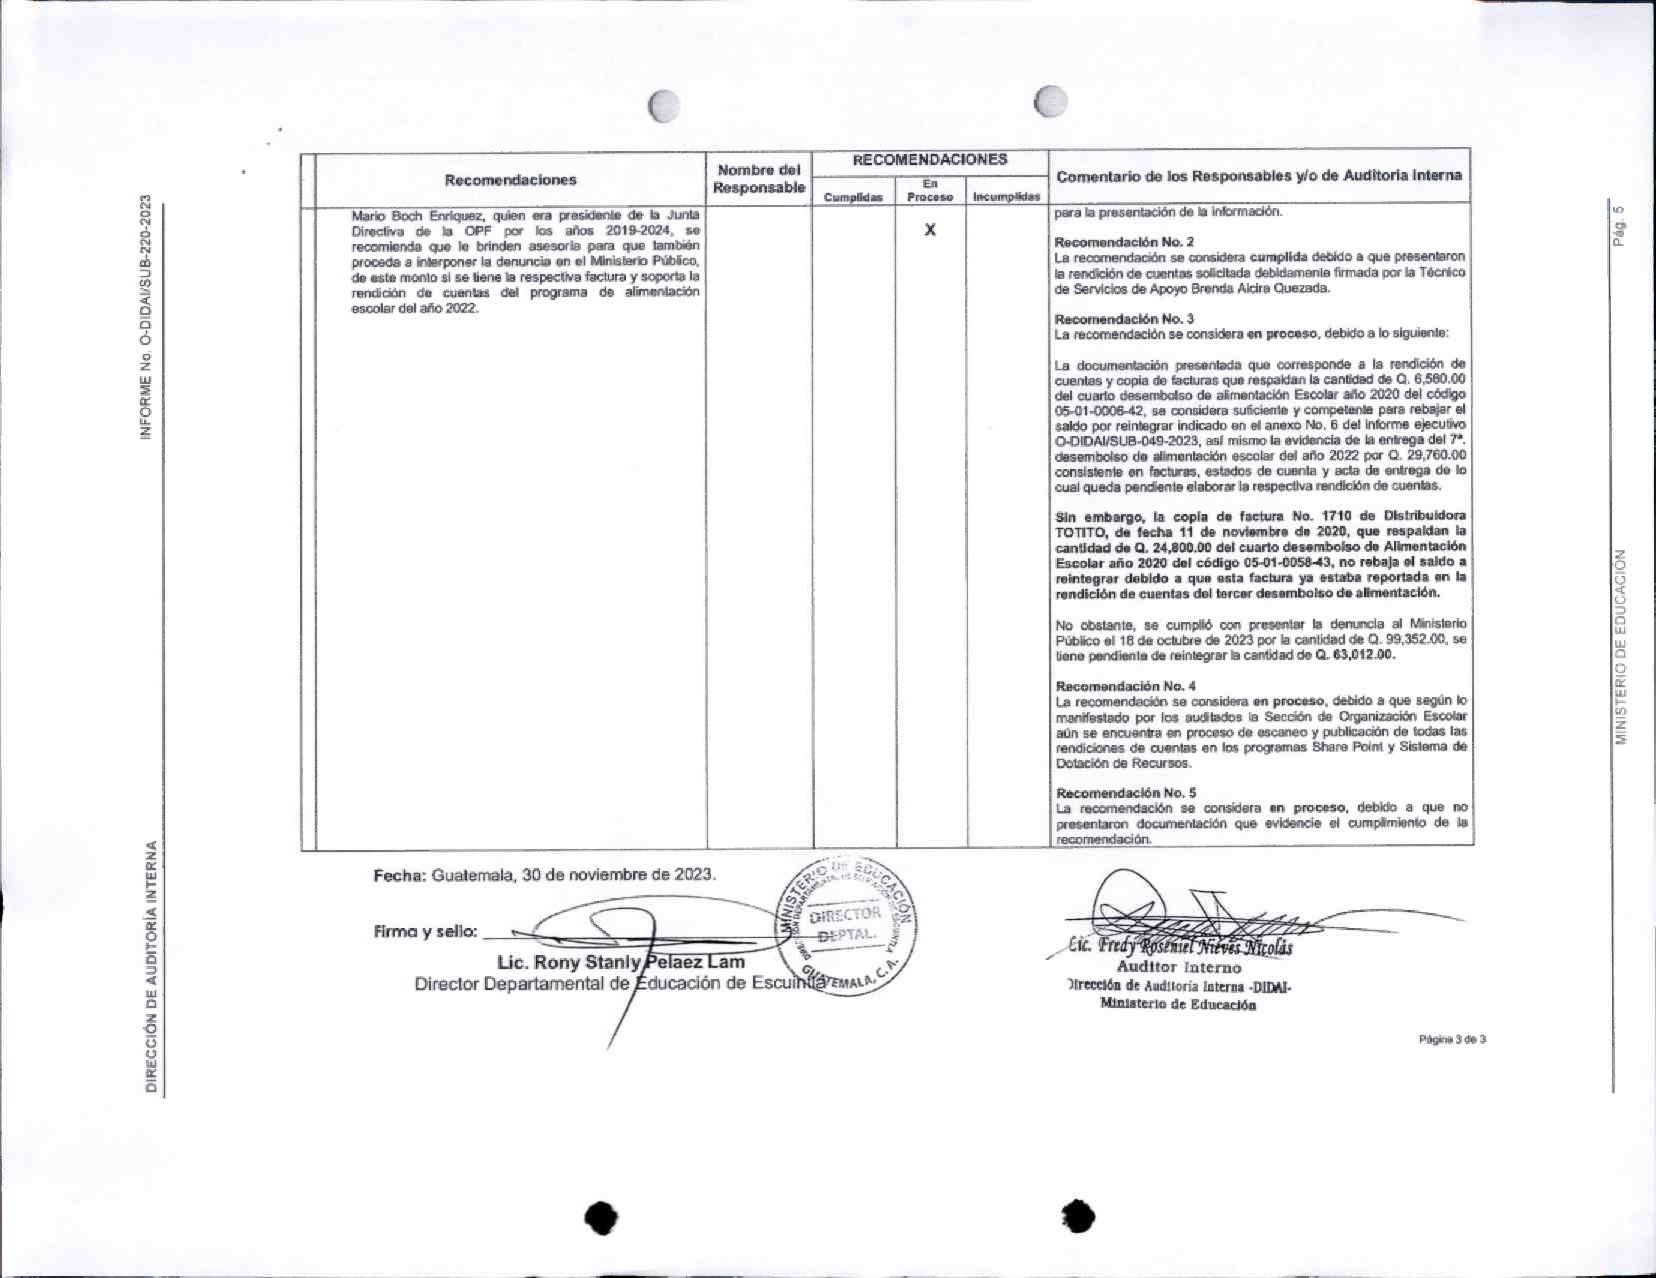 INFORME No. O-DIDAI/SUB-220-2023
DIRECCIÓN DE AUDITORÍA INTERNA
Recomendaciones
Nombre del
Responsable
RECOMENDACIONES
Cumplidas
En
Proceso
Incumplidas
Comentario de los Responsables y/o de Auditoria Interna
Mario Boch Enriquez, quien era presidente de la Junta
Directiva de la OPF por los años 2019-2024, se
recomienda que le brinden asesoría para que también
proceda a interponer la denuncia en el Ministerio Público,
de este monto si se tiene la respectiva factura y soporta la
rendición de cuentas del programa de alimentación
escolar del año 2022.
X
para la presentación de la información.
Recomendación No. 2
La recomendación se considera cumplida debido a que presentaron
la rendición de cuentas solicitada debidamente firmada por la Técnico
de Servicios de Apoyo Brenda Alcira Quezada.
Recomendación No. 3
La recomendación se considera en proceso, debido a lo siguiente:
La documentación presentada que corresponde a la rendición de
cuentas y copia de facturas que respaldan la cantidad de Q. 6,580.00
del cuarto desembolso de alimentación Escolar año 2020 del código
05-01-0006-42, se considera suficiente y competente para rebajar el
saldo por reintegrar indicado en el anexo No. 6 del informe ejecutivo
O-DIDAI/SUB-049-2023, así mismo la evidencia de la entrega del 7º.
desembolso de alimentación escolar del año 2022 por Q. 29,760.00
consistente en facturas, estados de cuenta y acta de entrega de lo
cual queda pendiente elaborar la respectiva rendición de cuentas.
Sin embargo, la copia de factura No. 1710 de Distribuidora
TOTITO, de fecha 11 de noviembre de 2020, que respaldan la
cantidad de Q. 24,800.00 del cuarto desembolso de Alimentación
Escolar año 2020 del código 05-01-0058-43, no rebaja el saldo a
reintegrar debido a que esta factura ya estaba reportada en la
rendición de cuentas del tercer desembolso de alimentación.
No obstante, se cumplió con presentar la denuncia al Ministerio
Público el 18 de octubre de 2023 por la cantidad de Q. 99,352.00, se
tiene pendiente de reintegrar la cantidad de Q. 63,012.00.
Recomendación No. 4
La recomendación se considera en proceso, debido a que según lo
manifestado por los auditados la Sección de Organización Escolar
aún se encuentra en proceso de escaneo y publicación de todas las
rendiciones de cuentas en los programas Share Point y Sistema de
Dotación de Recursos.
Recomendación No. 5
La recomendación se considera en proceso, debido a que no
presentaron documentación que evidencie el cumplimiento de la
recomendación.
Fecha: Guatemala, 30 de noviembre de 2023.
Firma y sello:
Lic. Rony Stanly Pelaez Lam
Director Departamental de Educación de Escuintla
MINISTERIO DE EDUCACIÓN
DIRECTOR
DEPTAL.
GUATEMALA, C. A.
Lic. Fredy Roseniel Nieves Nicolás
Auditor Interno
Dirección de Auditoría Interna -DIDAI-
Ministerio de Educación
Página 3 de 3
Pág. 5
MINISTERIO DE EDUCACION